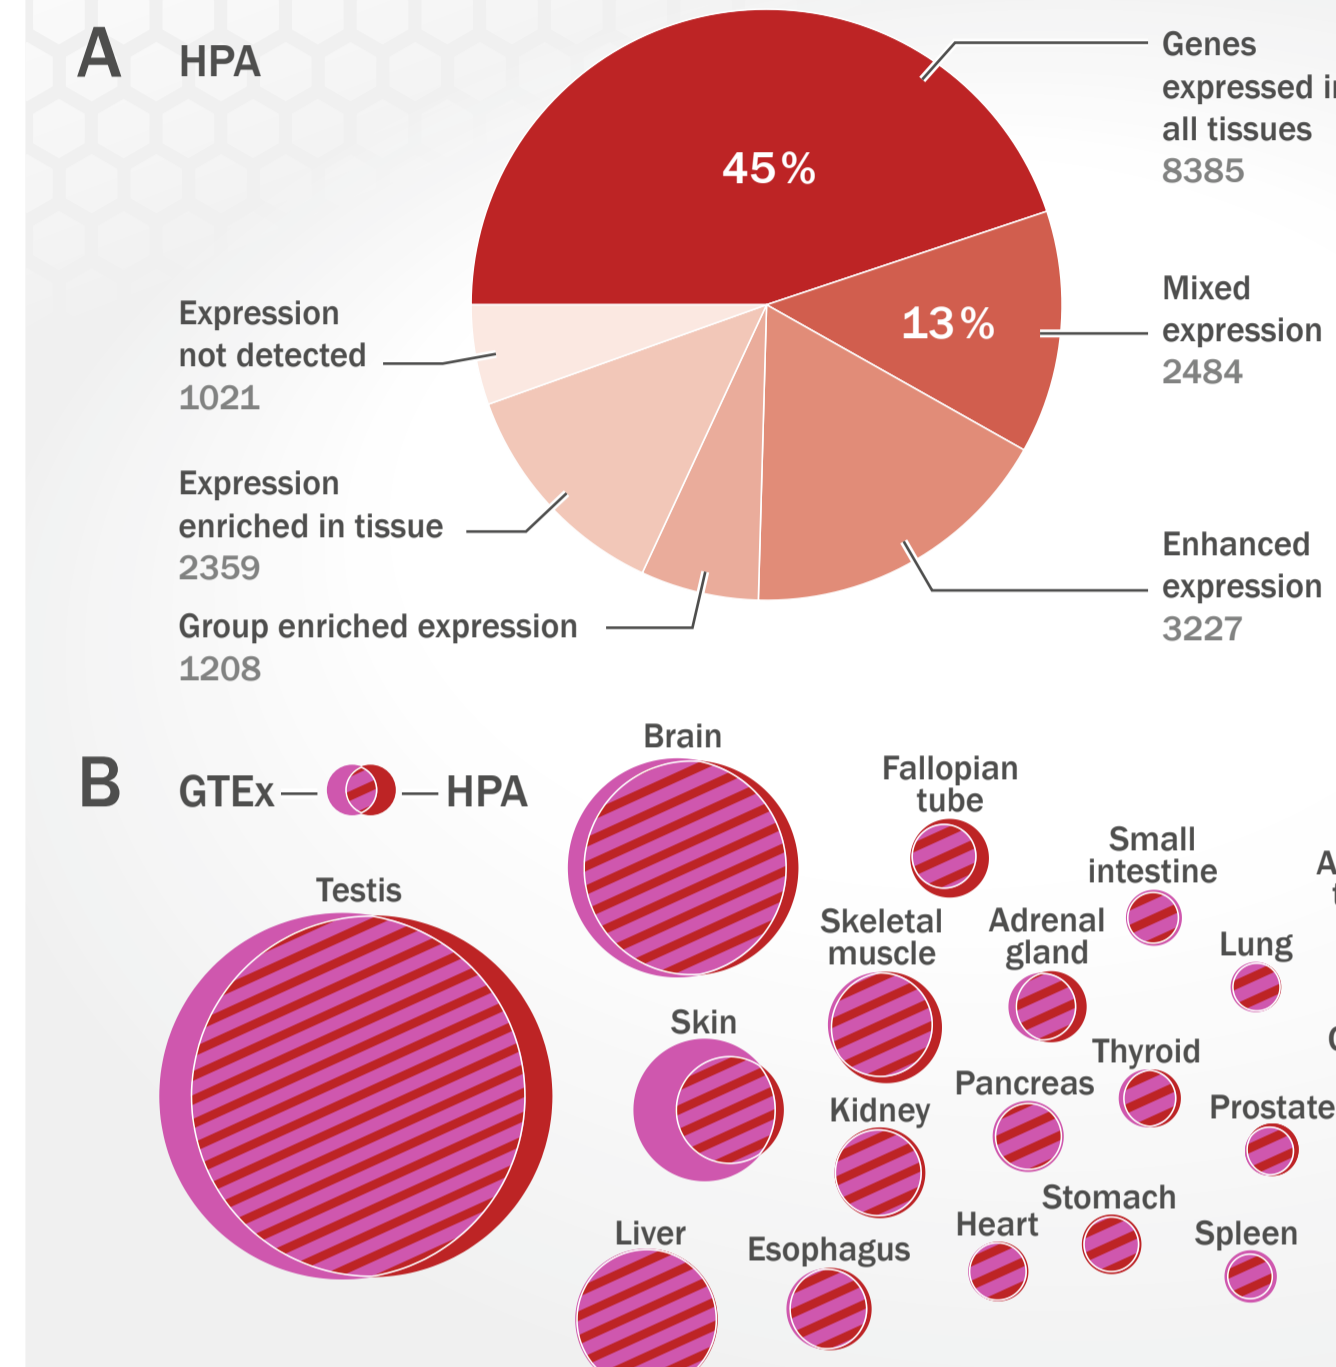 A
HPA
Genes
expressed
all tissues
8385
45%
Mixed
expression
2484
13%
Expression
not detected
1021
Expression
enriched in tissue
2359
Enhanced
expression
3227
Group enriched expression
1208
B
GTEx
HPA
Brain
Fallopian
tube
Small
intestine
Testis
Skeletal
muscle
Adrenal
gland
Lung
Skin
Thyroid
Pancreas
Kidney
Prostate
Stomach
Heart
Liver
Esophagus
Spleen